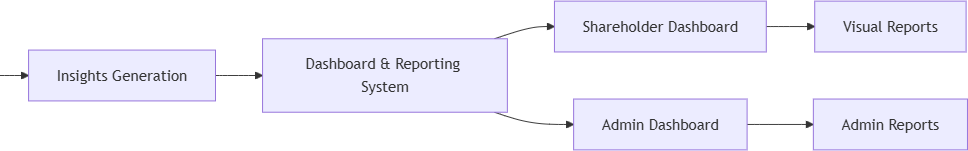 Insights Generation
Dashboard & Reporting
System
Shareholder Dashboard
Visual Reports
Admin Dashboard
Admin Reports